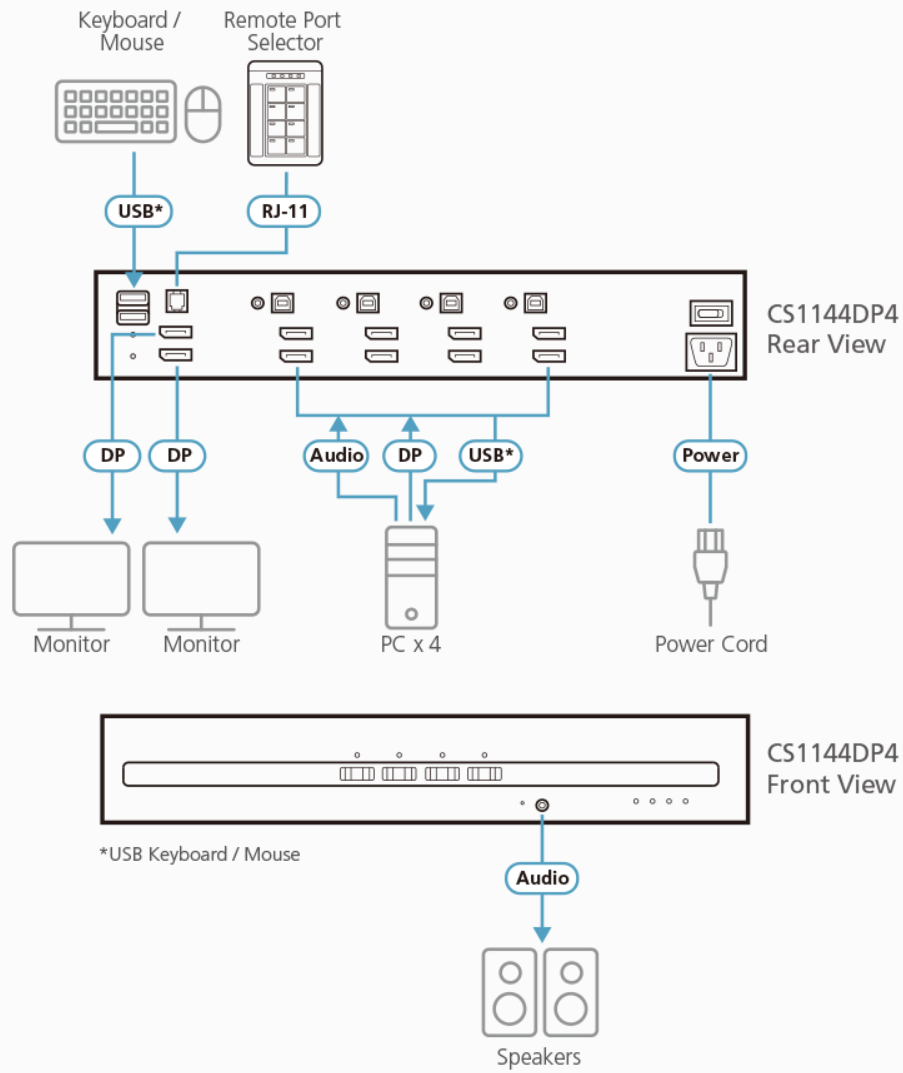 Keyboard /
Mouse
Remote Port
Selector
USB*
RJ-11
CS1144DP4
Rear View
DP
DP
Audio
DP
USB*
Power
Monitor
Monitor
PC x 4
Power Cord
CS1144DP4
Front View
*USB Keyboard / Mouse
Audio
Speakers